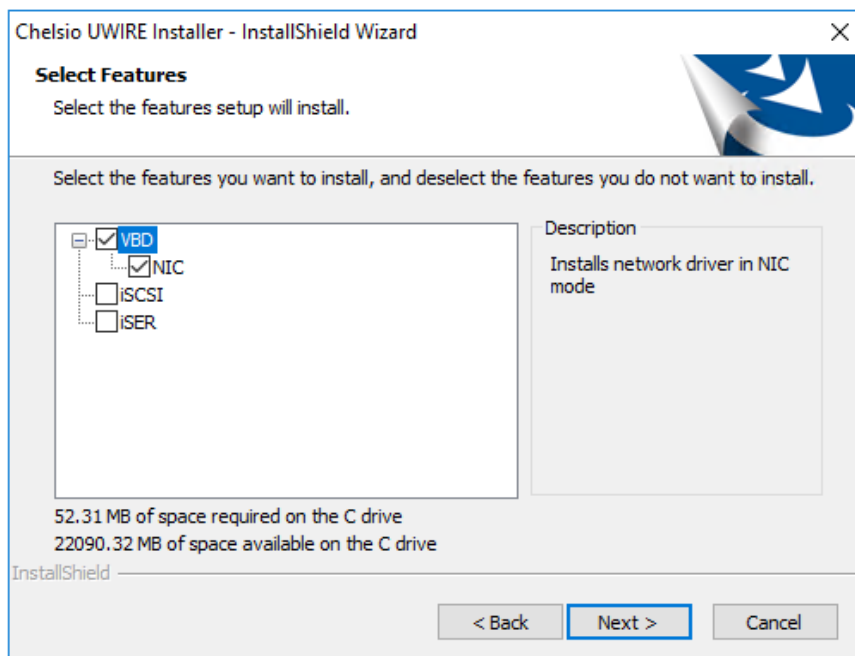 Chelsio UWIRE Installer - InstallShield Wizard
Select Features
Select the features setup will install.
Select the features you want to install, and deselect the features you do not want to install.
VBD
NIC
iSCSI
iSER
Description
Installs network driver in NIC
mode
52.31 MB of space required on the C drive
22090.32 MB of space available on the C drive
InstallShield
< Back
Next >
Cancel